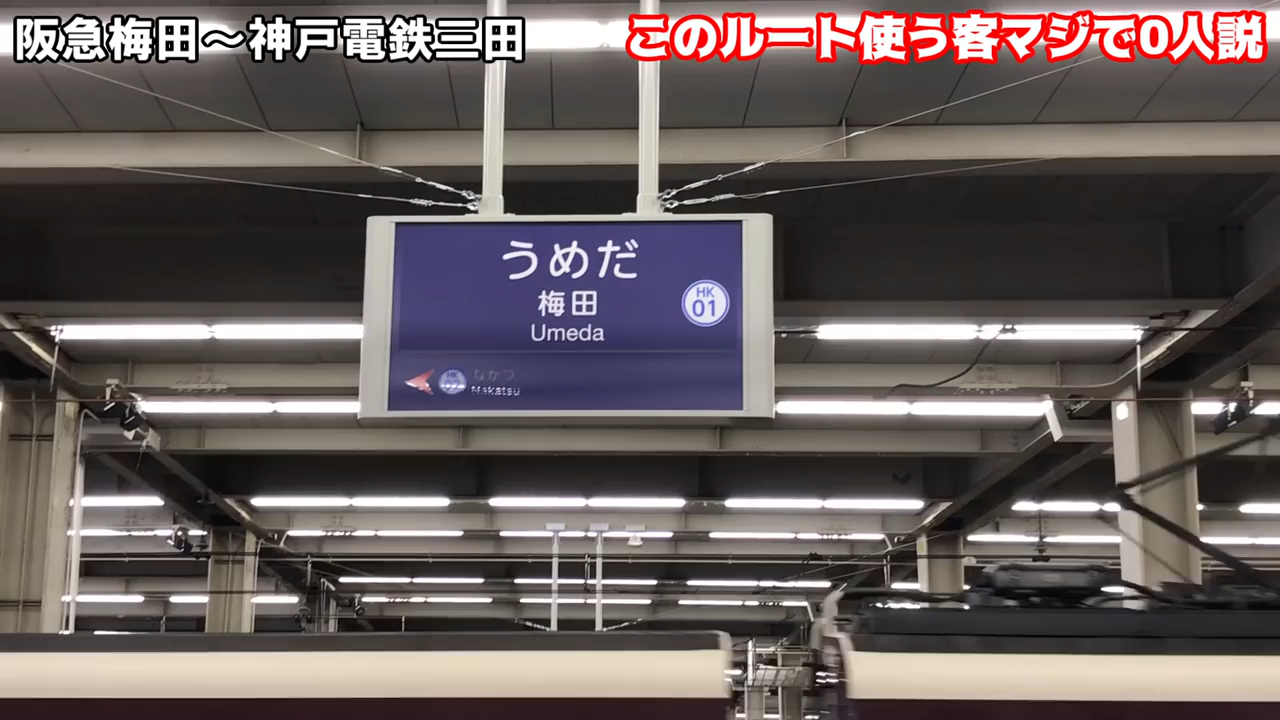 阪急梅田～神戸電鉄三田
このルート使う客マジで0人説
うめだ
梅田
Umeda
HK
01
なかつ
Nakatsu